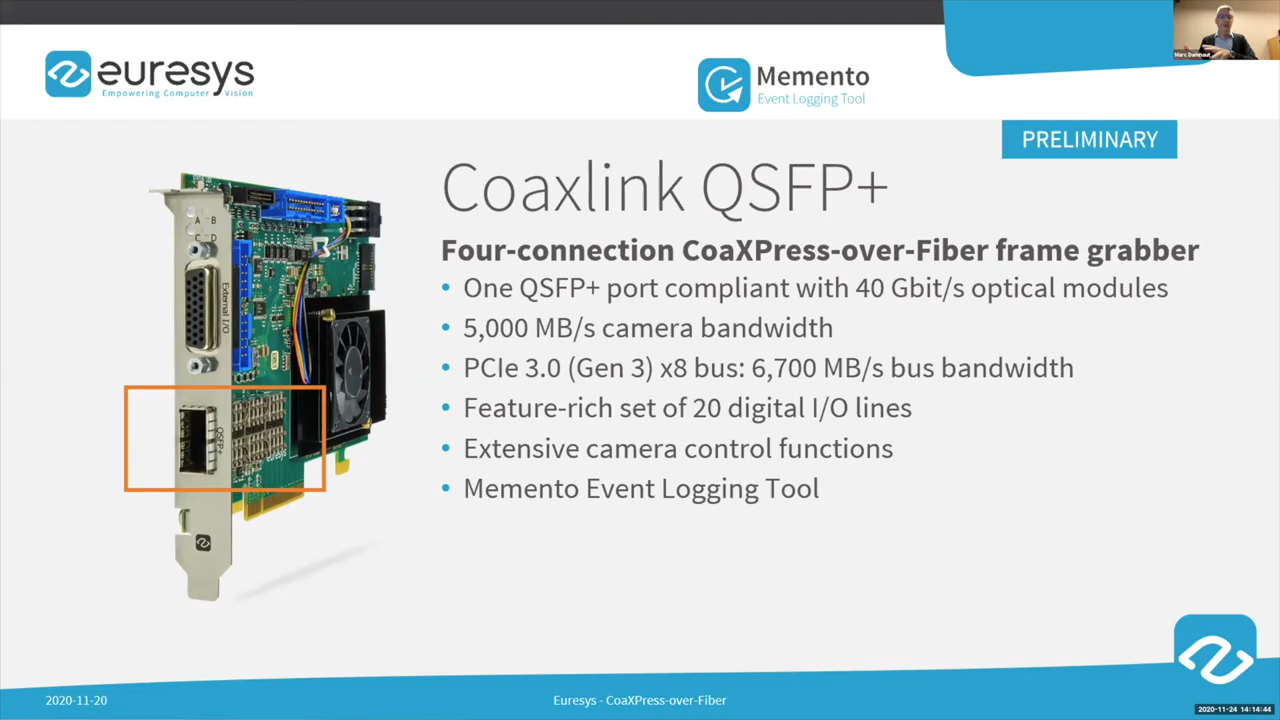 euresys
Empowering Computer Vision
Memento
Event Logging Tool
Marc Damhaut
PRELIMINARY
Coaxlink QSFP+
Four-connection CoaXPress-over-Fiber frame grabber
• One QSFP+ port compliant with 40 Gbit/s optical modules
• 5,000 MB/s camera bandwidth
• PCIe 3.0 (Gen 3) x8 bus: 6,700 MB/s bus bandwidth
• Feature-rich set of 20 digital I/O lines
• Extensive camera control functions
• Memento Event Logging Tool
A B
C D
External I/O
QSFP+
2020-11-20
Euresys - CoaXPress-over-Fiber
2020-11-24 14:14:44